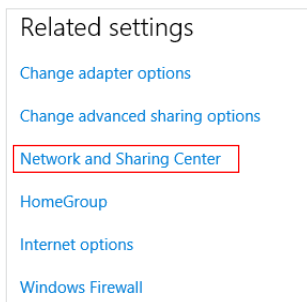 Related settings
Change adapter options
Change advanced sharing options
Network and Sharing Center
HomeGroup
Internet options
Windows Firewall